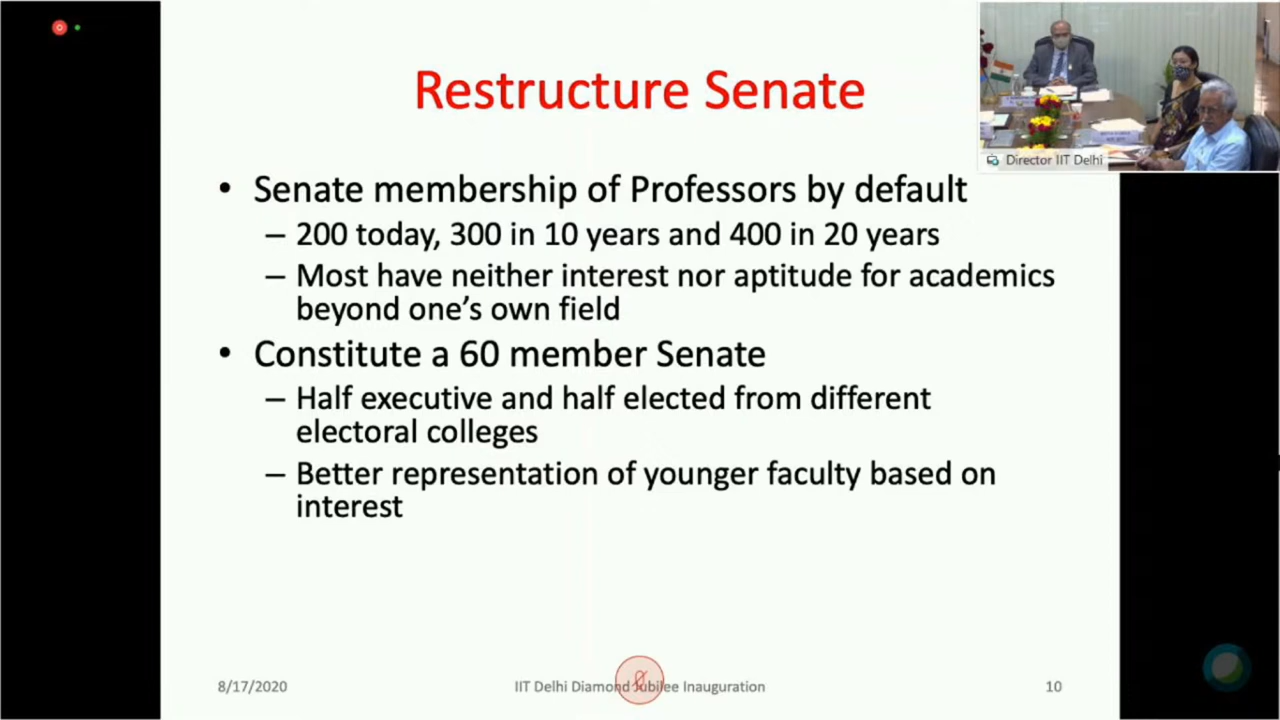 Restructure Senate
Director IIT Delhi
• Senate membership of Professors by default
– 200 today, 300 in 10 years and 400 in 20 years
– Most have neither interest nor aptitude for academics
beyond one's own field
• Constitute a 60 member Senate
– Half executive and half elected from different
electoral colleges
– Better representation of younger faculty based on
interest
8/17/2020
IIT Delhi Diamond Jubilee Inauguration
10